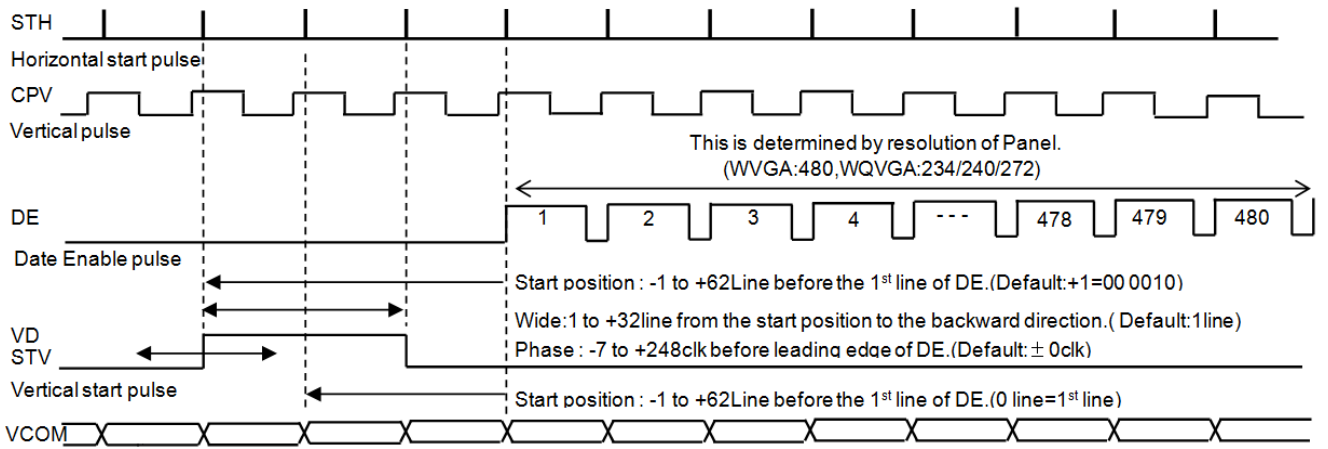 STH
Horizontal start pulse
CPV
Vertical pulse
This is determined by resolution of Panel.
(WVGA:480,WQVGA:234/240/272)
DE
1 2 3 4 - - - 478 479 480
Date Enable pulse
Start position : -1 to +62Line before the 1st line of DE.(Default:+1=00 0010)
Wide:1 to +32line from the start position to the backward direction.( Default:1line)
VD
STV
Phase : -7 to +248clk before leading edge of DE.(Default: ± 0clk)
Vertical start pulse
Start position : -1 to +62Line before the 1st line of DE.(0 line=1st line)
VCOM